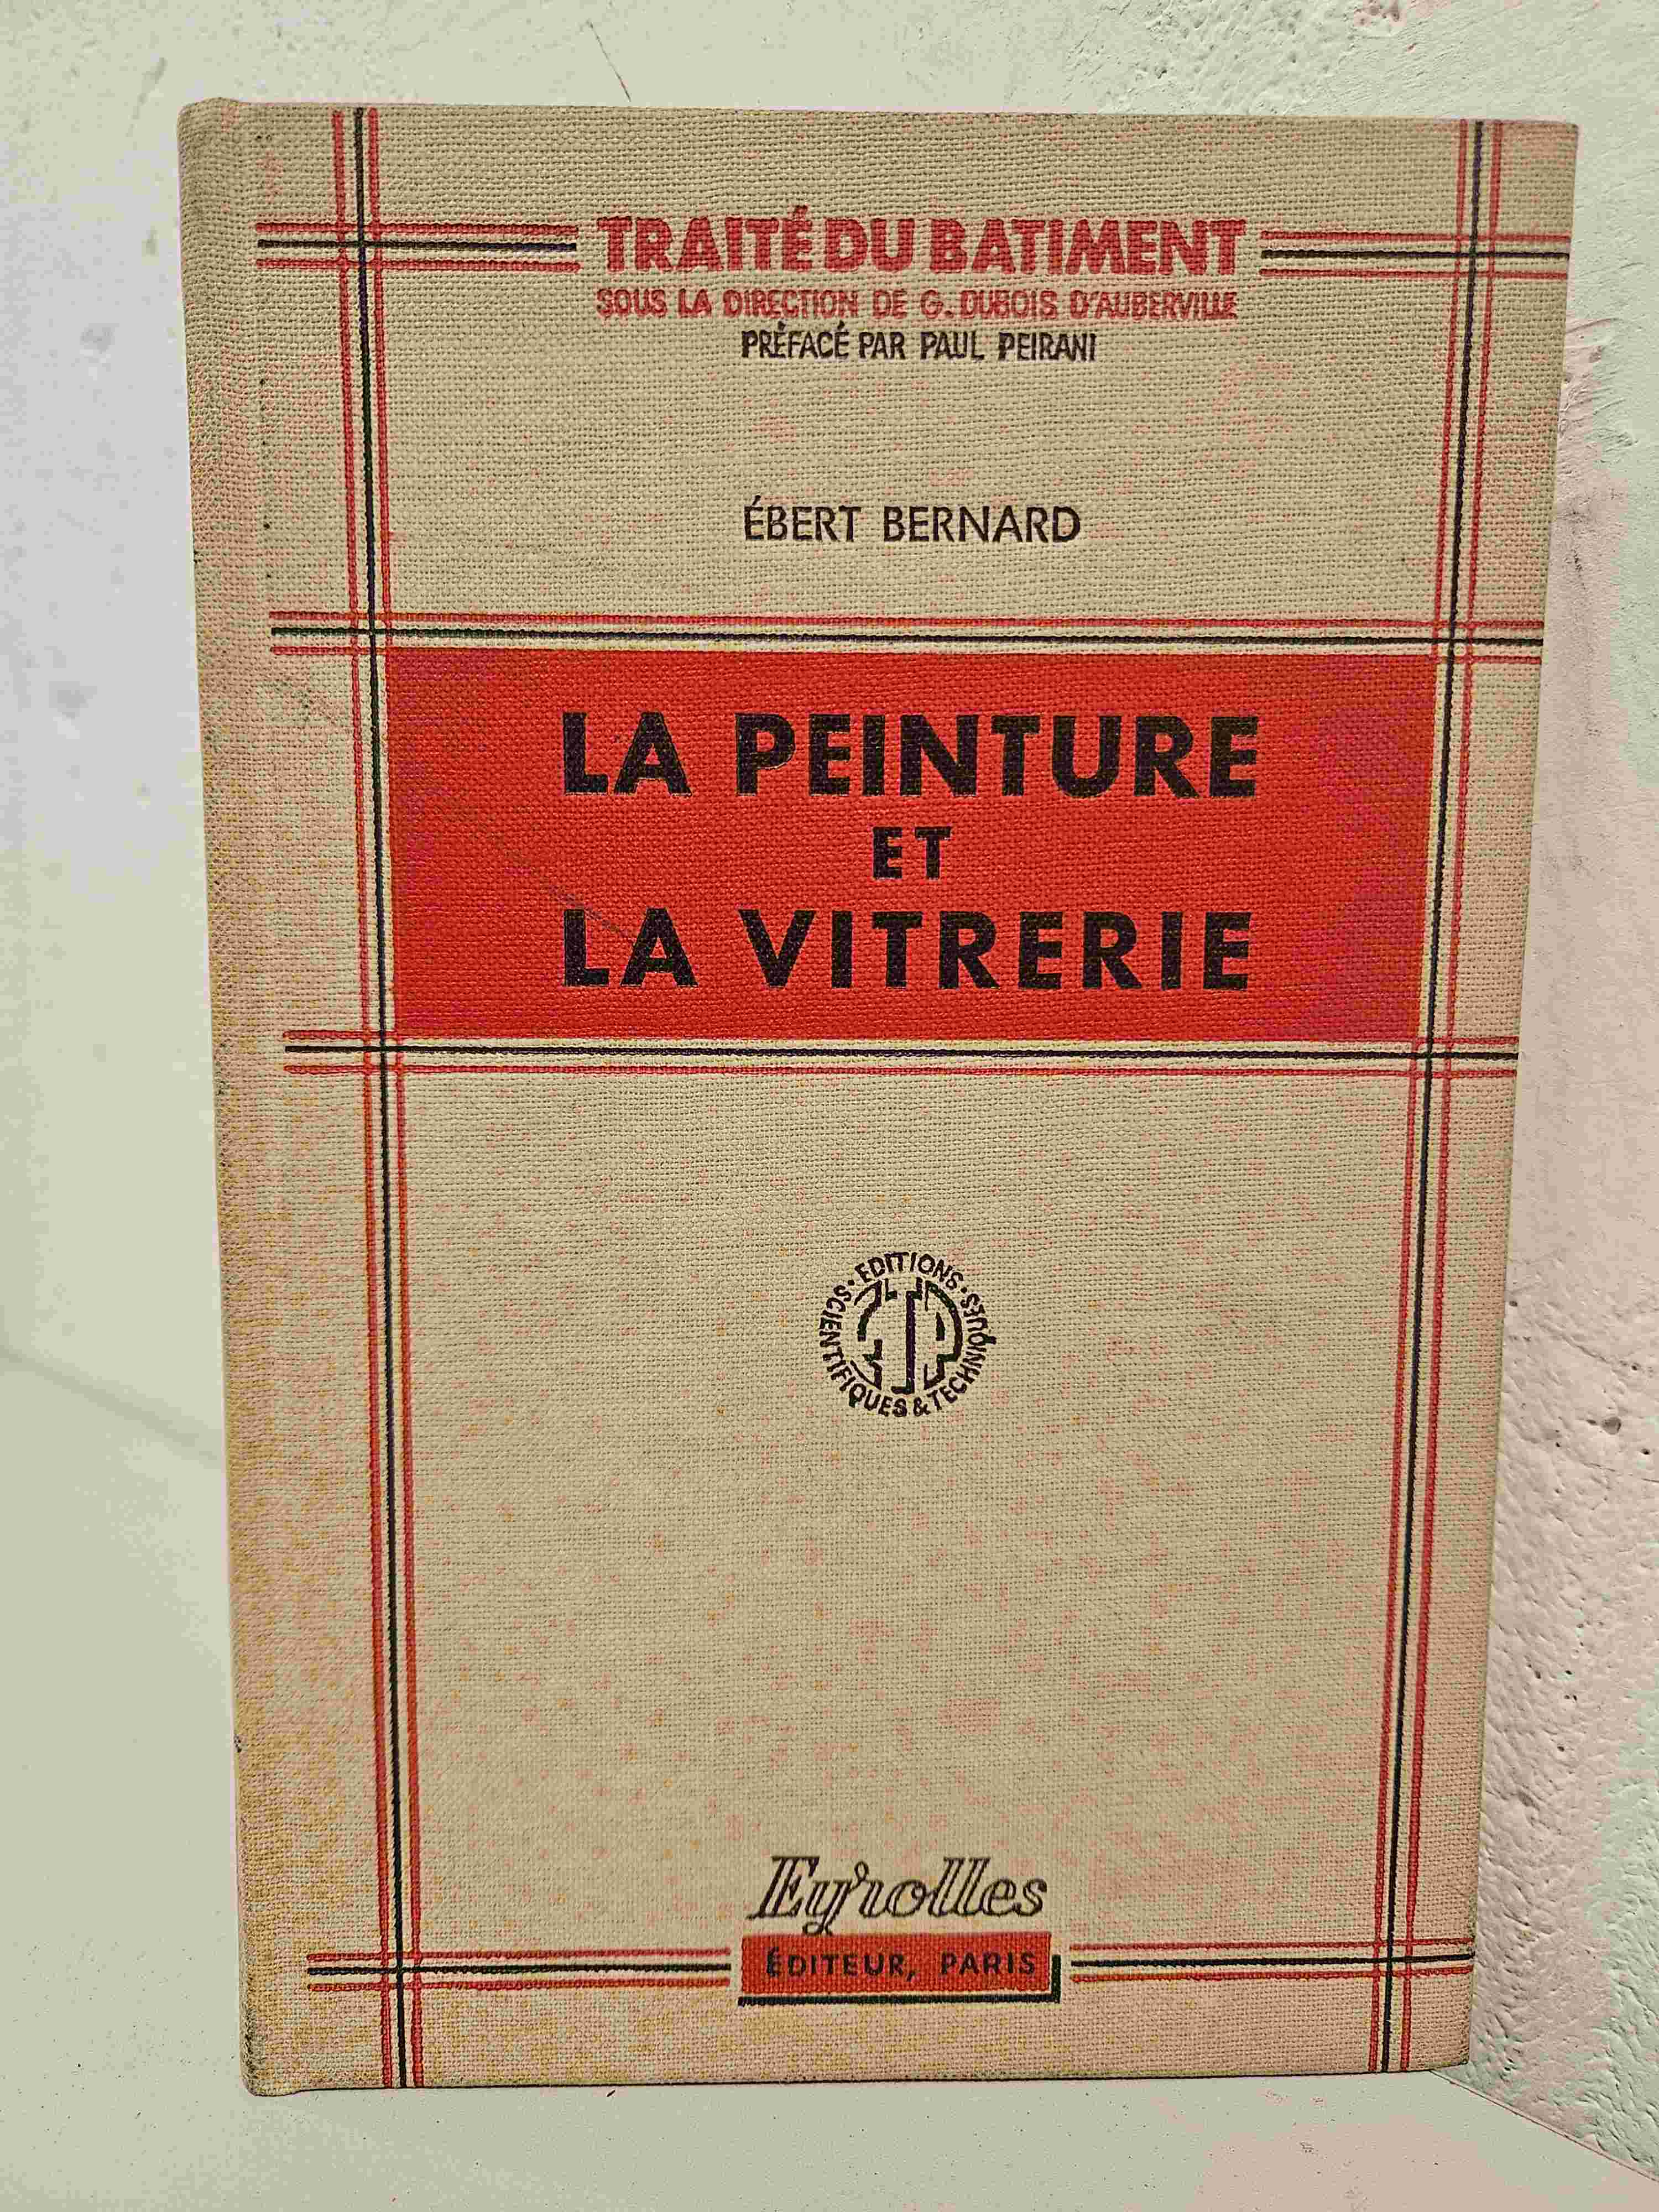 TRAITÉ DU BATIMENT
SOUS LA DIRECTION DE G. DUBOIS D'AUBERVILLE
PRÉFACÉ PAR PAUL PEIRANI
ÉBERT BERNARD
LA PEINTURE
ET
LA VITRERIE
EDITIONS · SCIENTIFIQUES & TECHNIQUES ·
Eyrolles
ÉDITEUR, PARIS